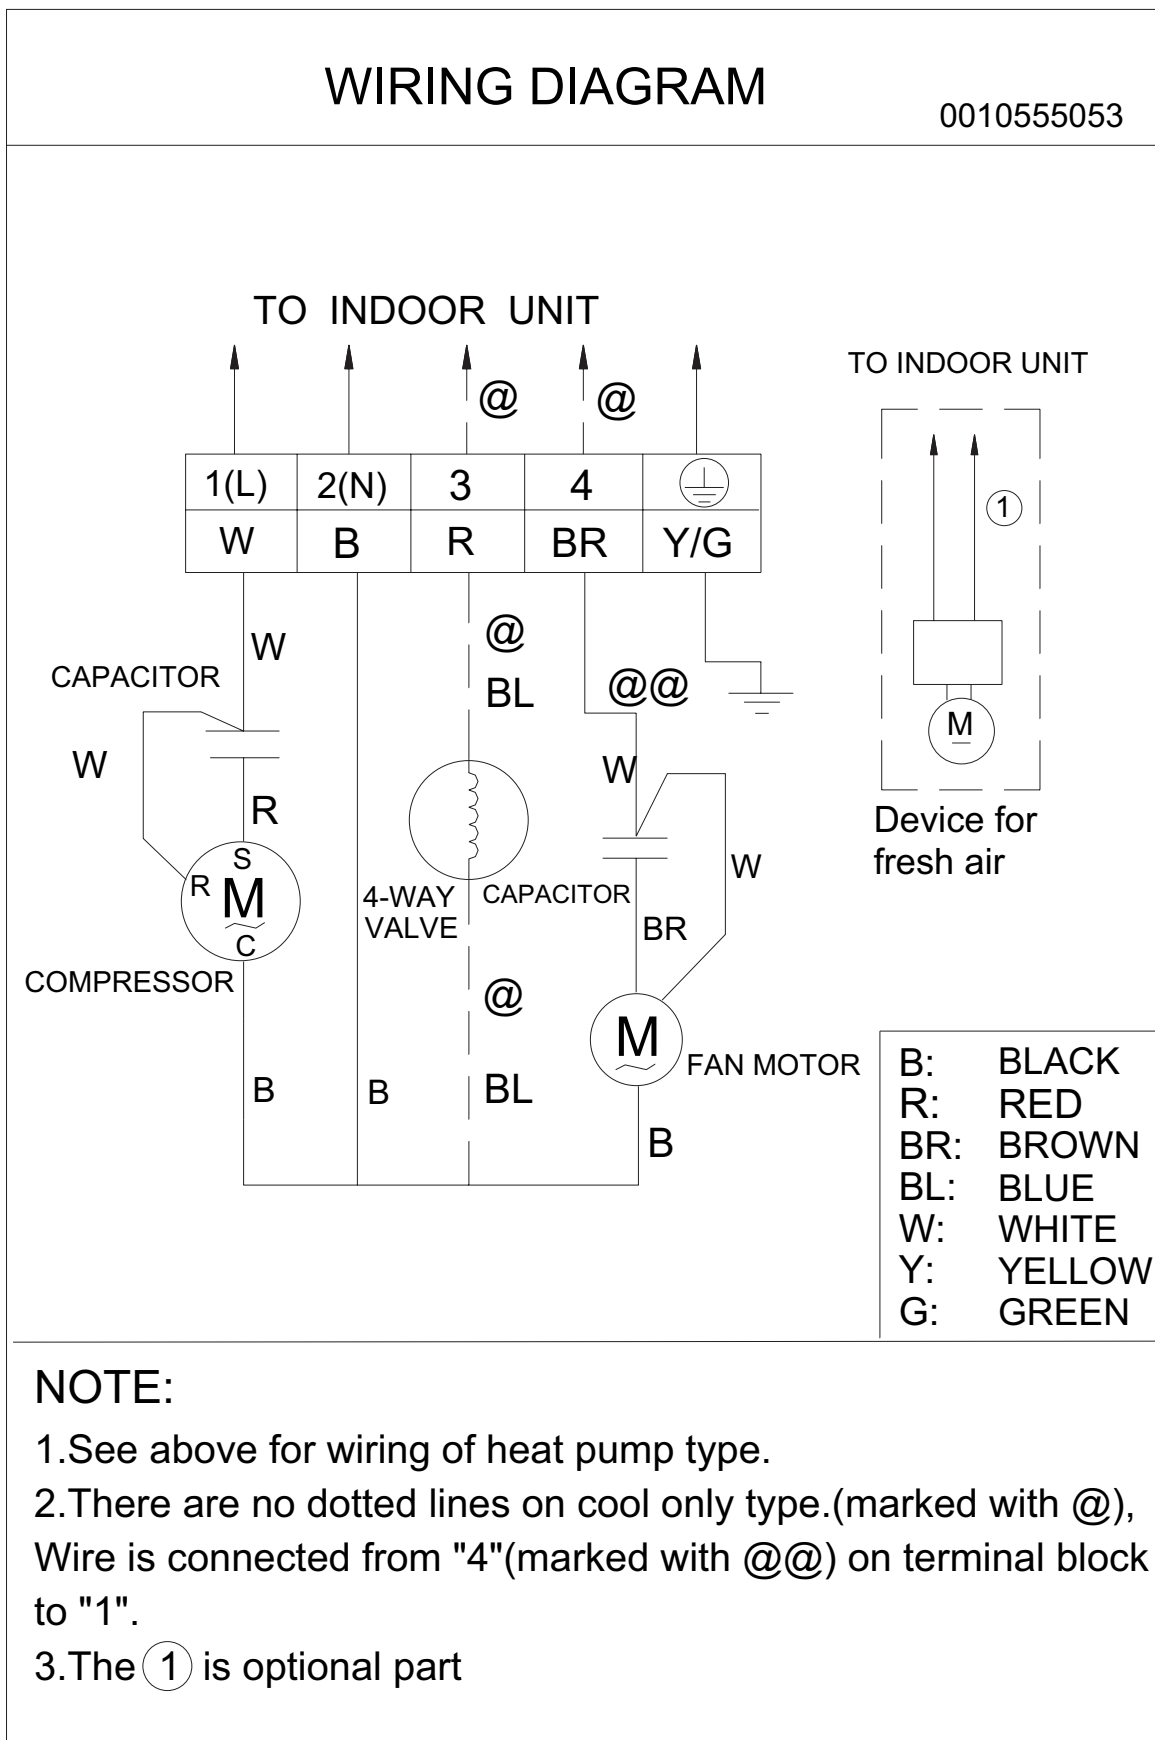 WIRING DIAGRAM
0010555053
TO INDOOR UNIT
@ @
1(L) 2(N) 3 4
W B R BR Y/G
TO INDOOR UNIT
1
M
Device for
fresh air
W
@
BL
@@
CAPACITOR
W
W
R
S
R
M
C
COMPRESSOR
4-WAY
VALVE
CAPACITOR
W
BR
@
M
FAN MOTOR
B
B
BL
B
B: BLACK
R: RED
BR: BROWN
BL: BLUE
W: WHITE
Y: YELLOW
G: GREEN
NOTE:
1.See above for wiring of heat pump type.
2.There are no dotted lines on cool only type.(marked with @),
Wire is connected from "4"(marked with @@) on terminal block
to "1".
3.The 1 is optional part